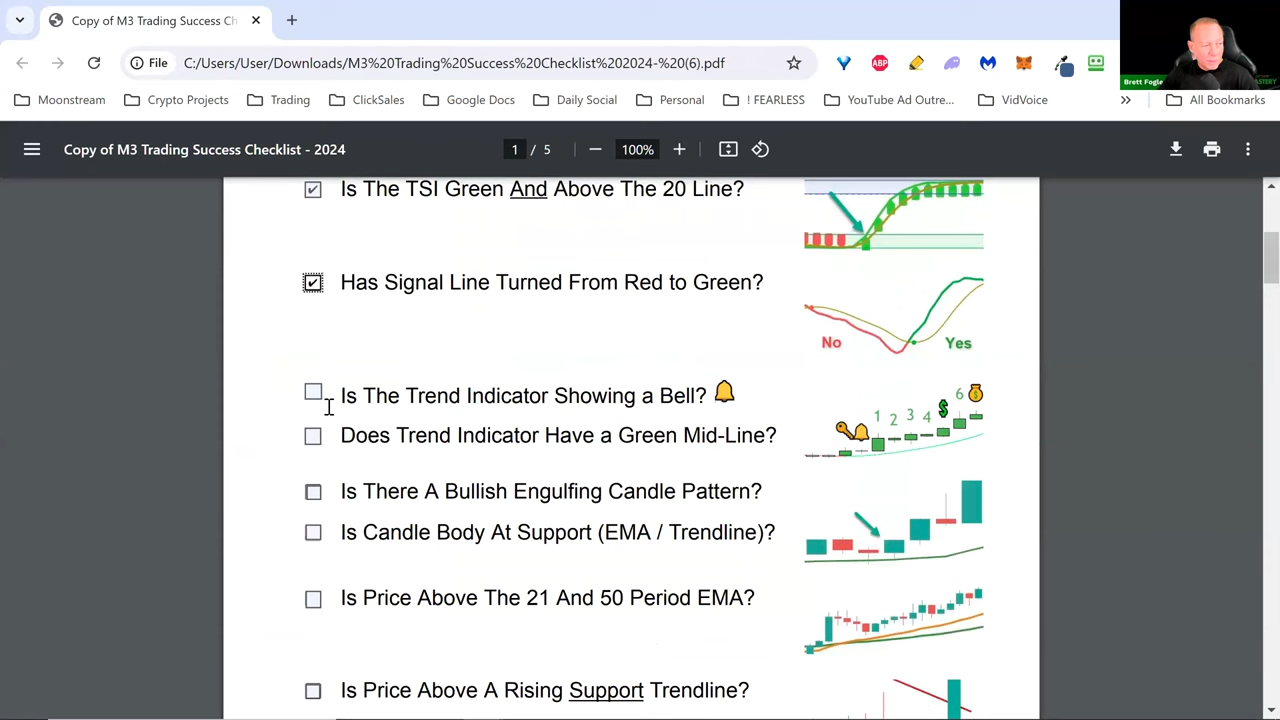 Copy of M3 Trading Success Ch
File
C:/Users/User/Downloads/M3%20Trading%20Success%20Checklist%202024-%20(6).pdf
ABP
Brett Fogle
Moonstream
Crypto Projects
Trading
ClickSales
Google Docs
Daily Social
Personal
! FEARLESS
YouTube Ad Outre...
VidVoice
All Bookmarks
Copy of M3 Trading Success Checklist - 2024
1 / 5
100%
Is The TSI Green And Above The 20 Line?
Has Signal Line Turned From Red to Green?
No
Yes
Is The Trend Indicator Showing a Bell?
1 2 3 4 $ 6 $
Does Trend Indicator Have a Green Mid-Line?
Is There A Bullish Engulfing Candle Pattern?
Is Candle Body At Support (EMA / Trendline)?
Is Price Above The 21 And 50 Period EMA?
Is Price Above A Rising Support Trendline?